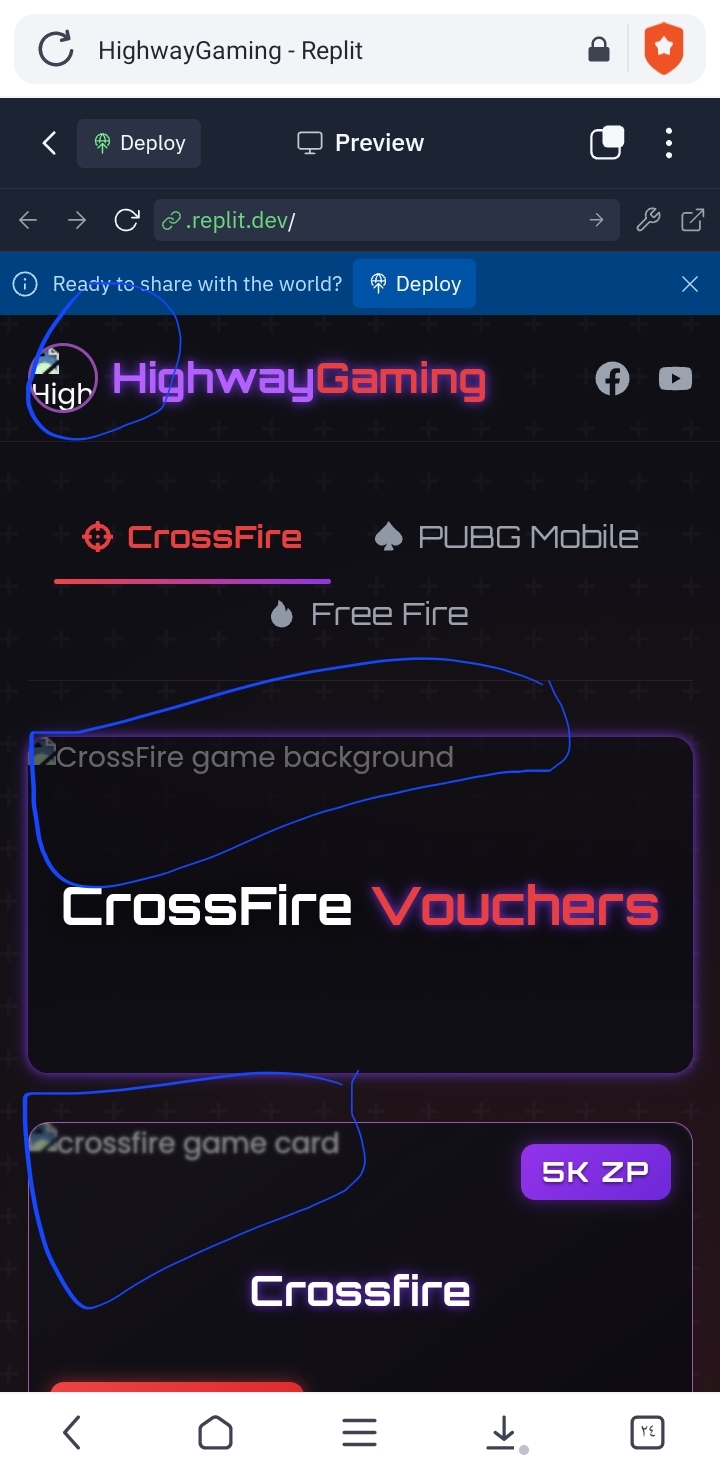 HighwayGaming - Replit
Deploy
Preview
.replit.dev/
Ready to share with the world?
Deploy
High
HighwayGaming
CrossFire
PUBG Mobile
Free Fire
CrossFire game background
CrossFire Vouchers
crossfire game card
5K ZP
Crossfire
٢٤